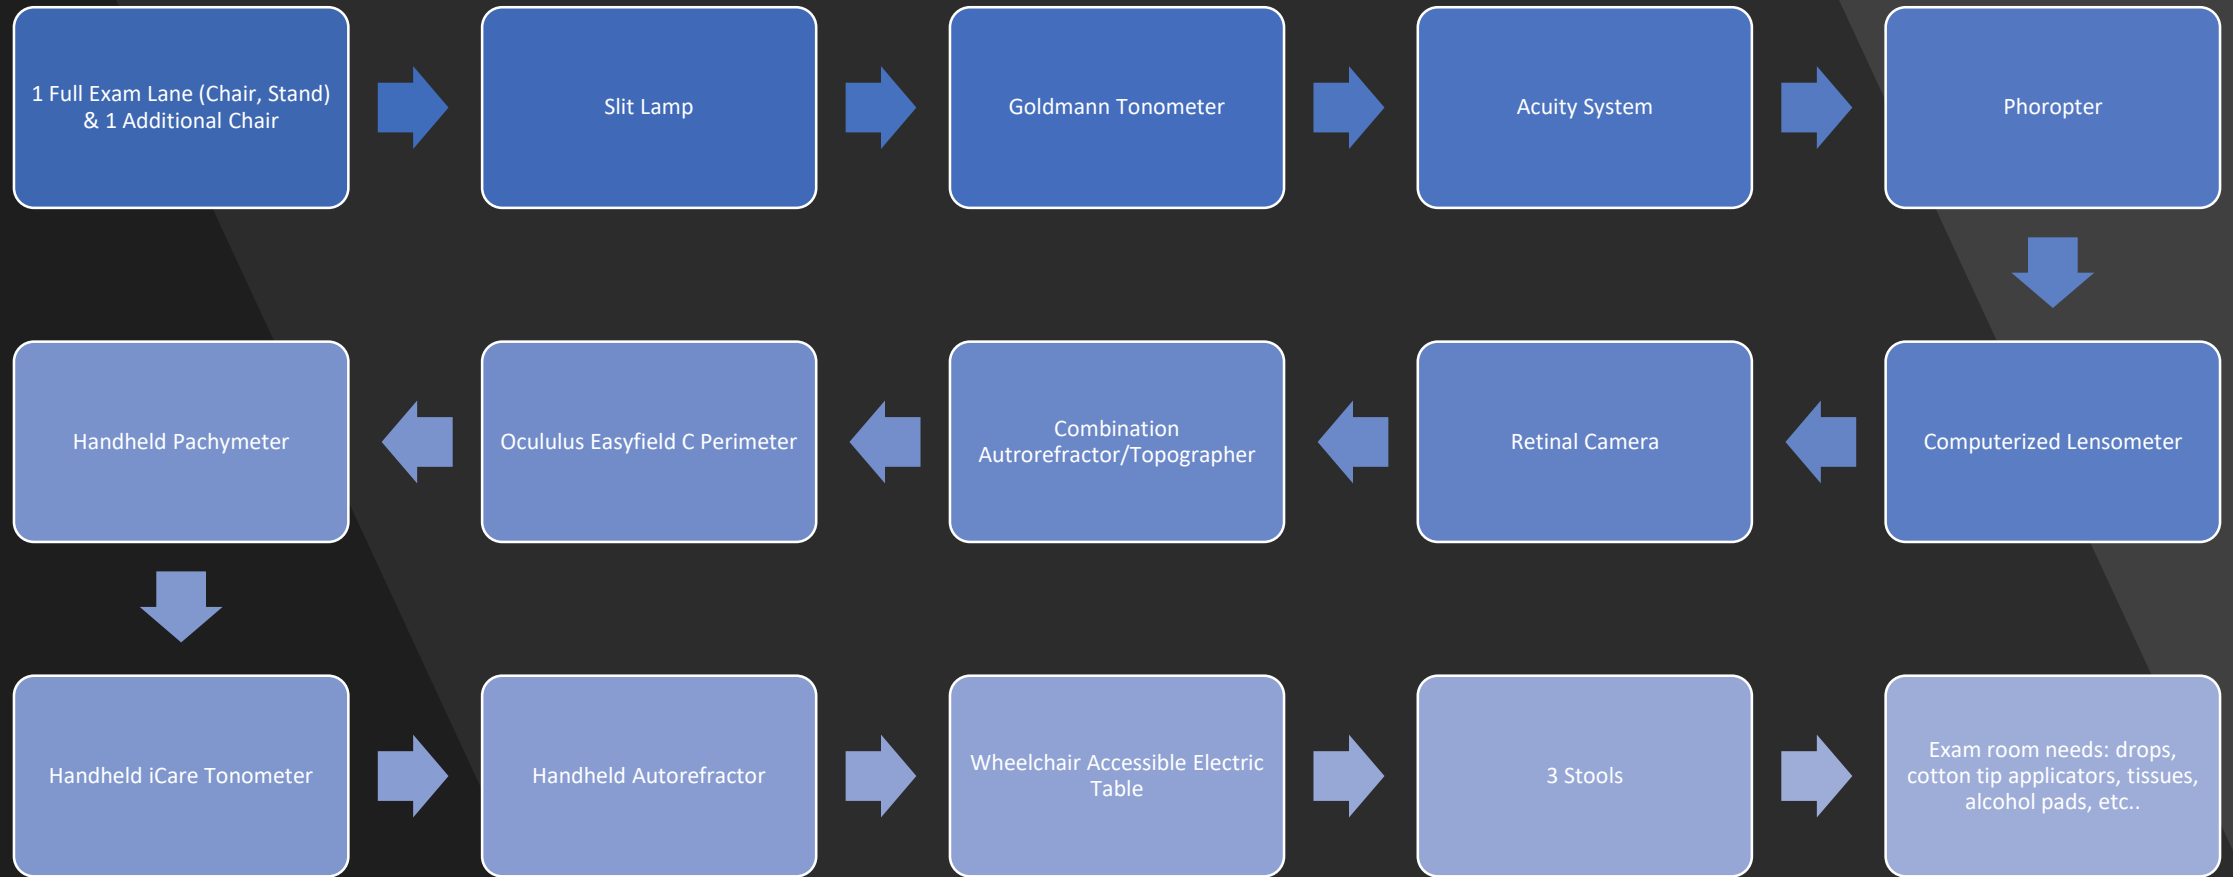 1 Full Exam Lane (Chair, Stand)
& 1 Additional Chair
Slit Lamp
Goldmann Tonometer
Acuity System
Phoropter
Computerized Lensometer
Retinal Camera
Combination
Autrorefractor/Topographer
Ocululus Easyfield C Perimeter
Handheld Pachymeter
Handheld iCare Tonometer
Handheld Autorefractor
Wheelchair Accessible Electric
Table
3 Stools
Exam room needs: drops,
cotton tip applicators, tissues,
alcohol pads, etc..